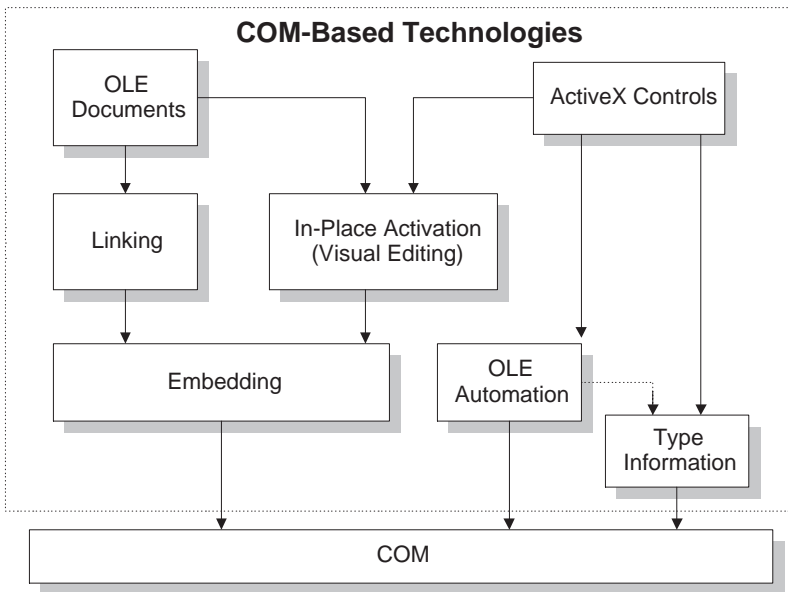 COM-Based Technologies
OLE
Documents
ActiveX Controls
Linking
In-Place Activation
(Visual Editing)
Embedding
OLE
Automation
Type
Information
COM